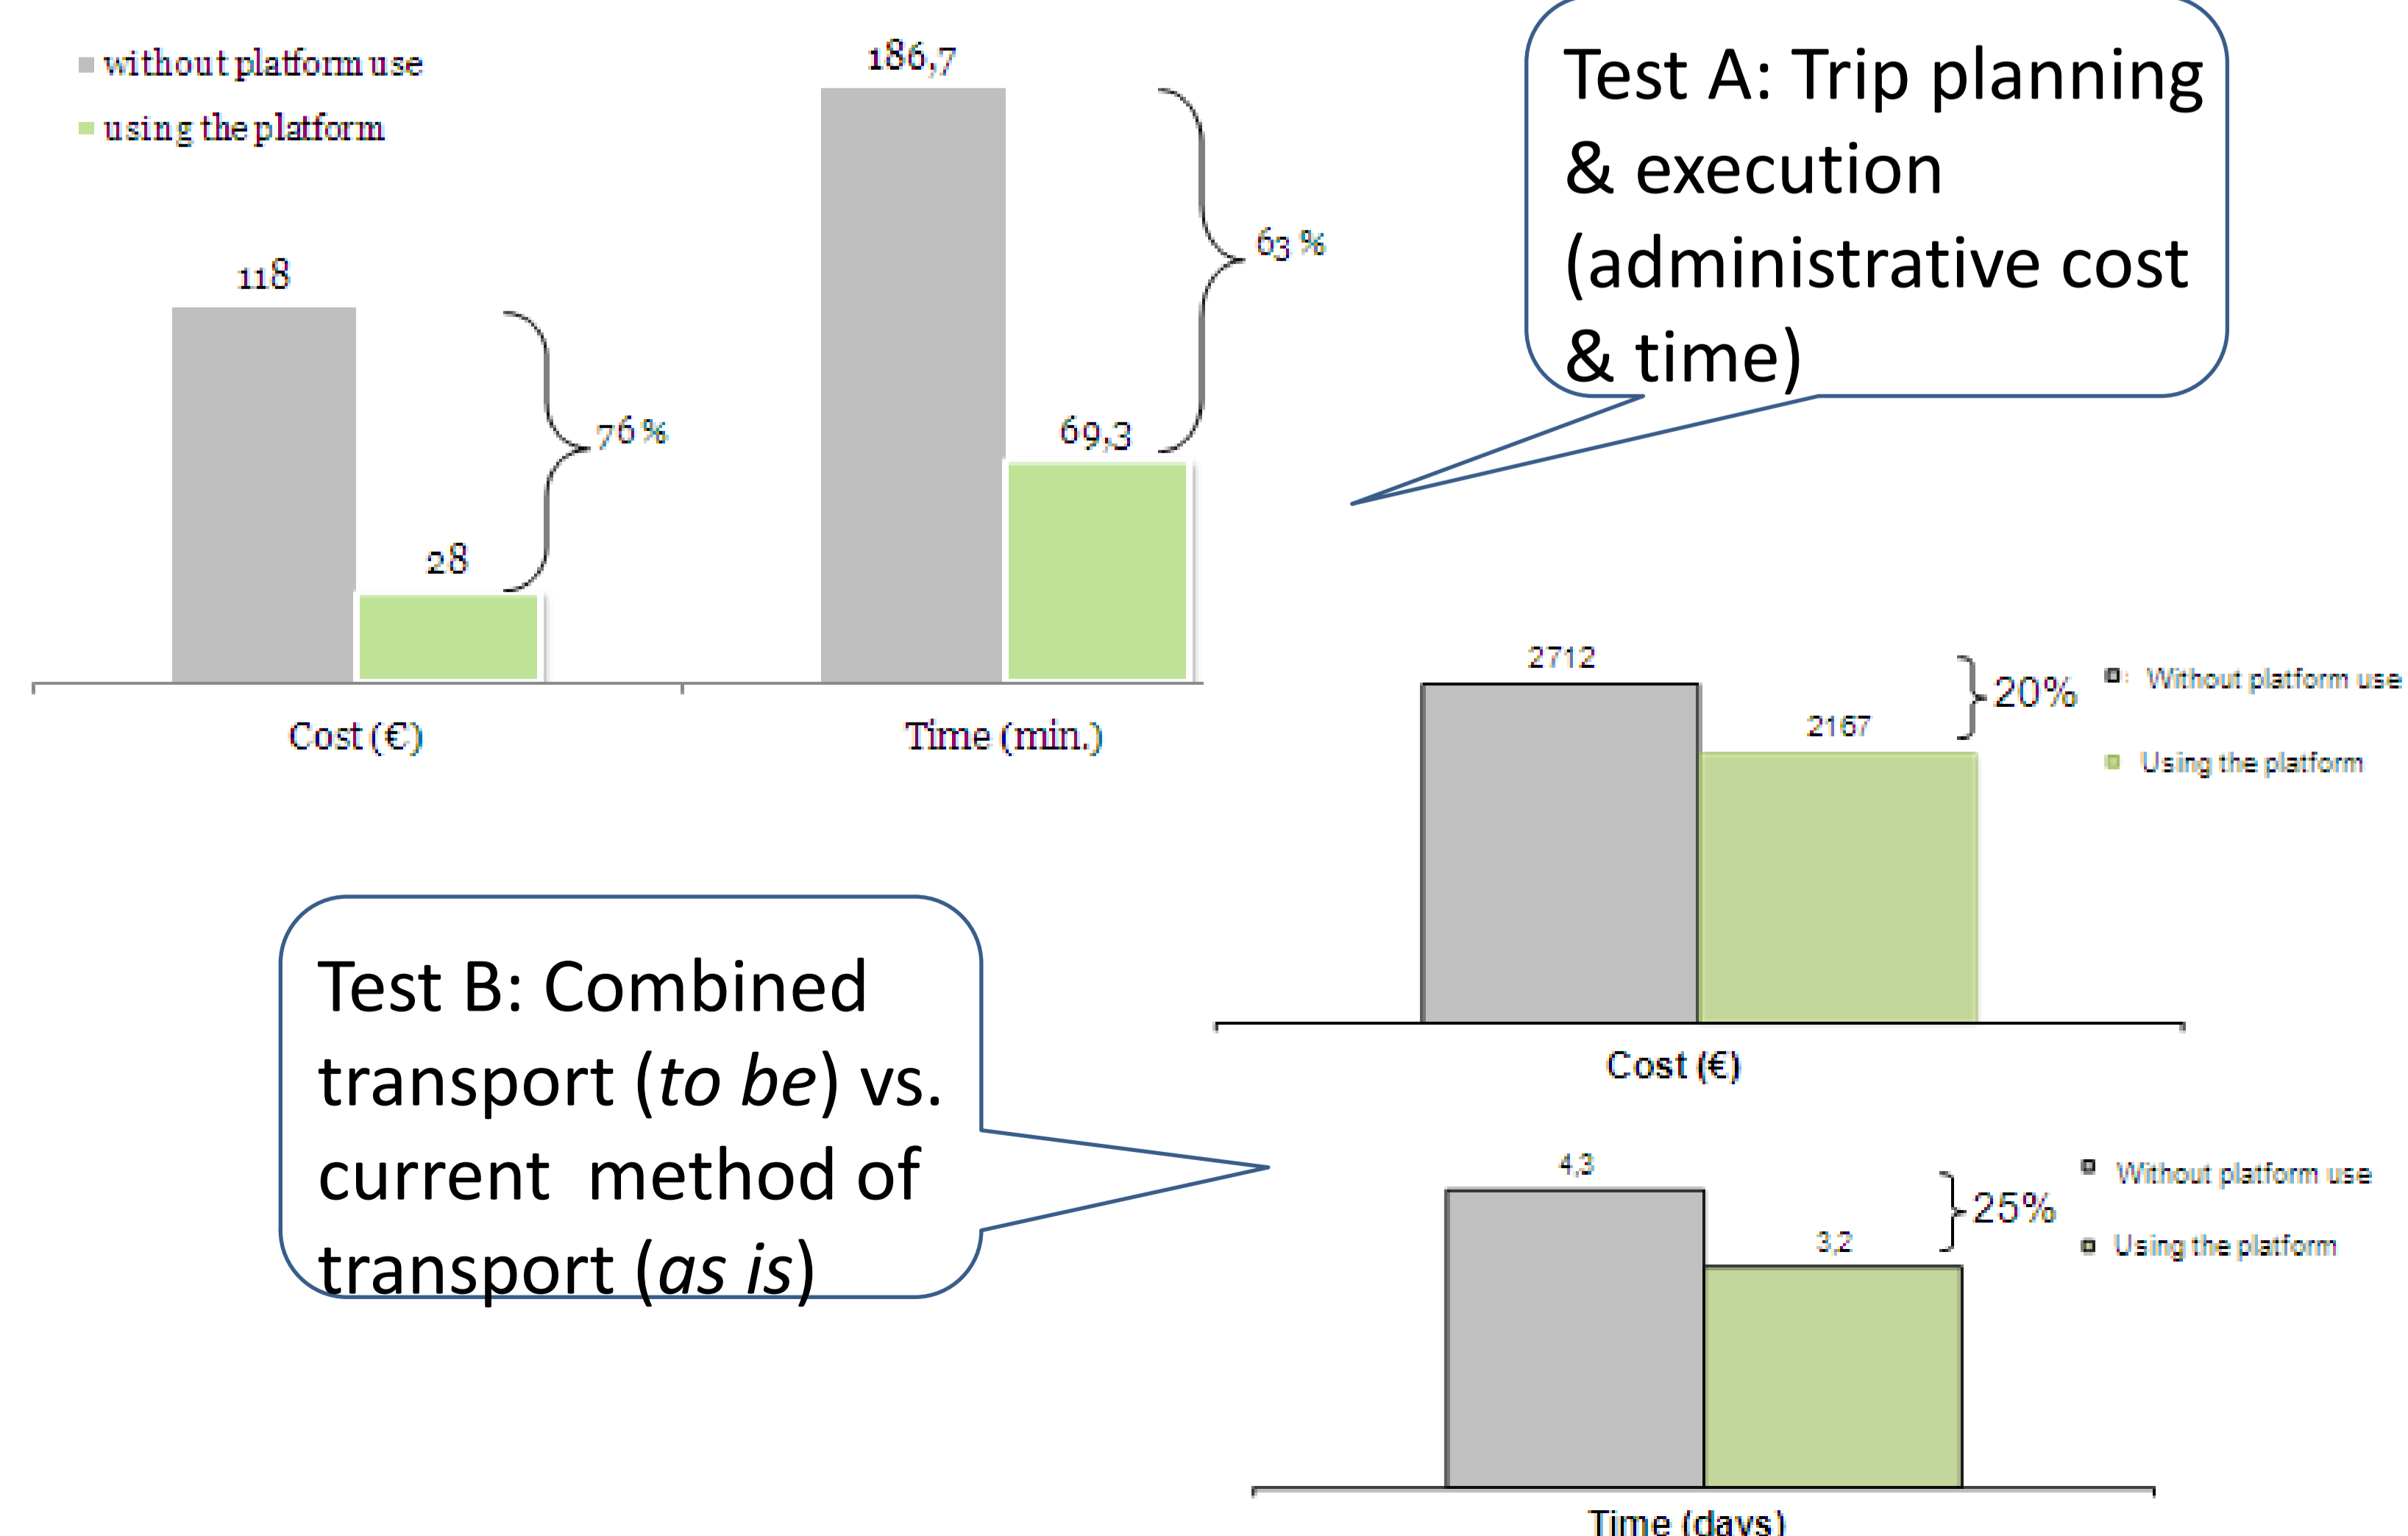 without platform use
using the platform
186,7
118
63 %
76 %
69,3
28
Cost (€)
Time (min.)
Test A: Trip planning
& execution
(administrative cost
& time)
2712
2167
20%
Without platform use
Using the platform
Cost (€)
Test B: Combined
transport (to be) vs.
current method of
transport (as is)
4,3
3,2
25%
Without platform use
Using the platform
Time (days)